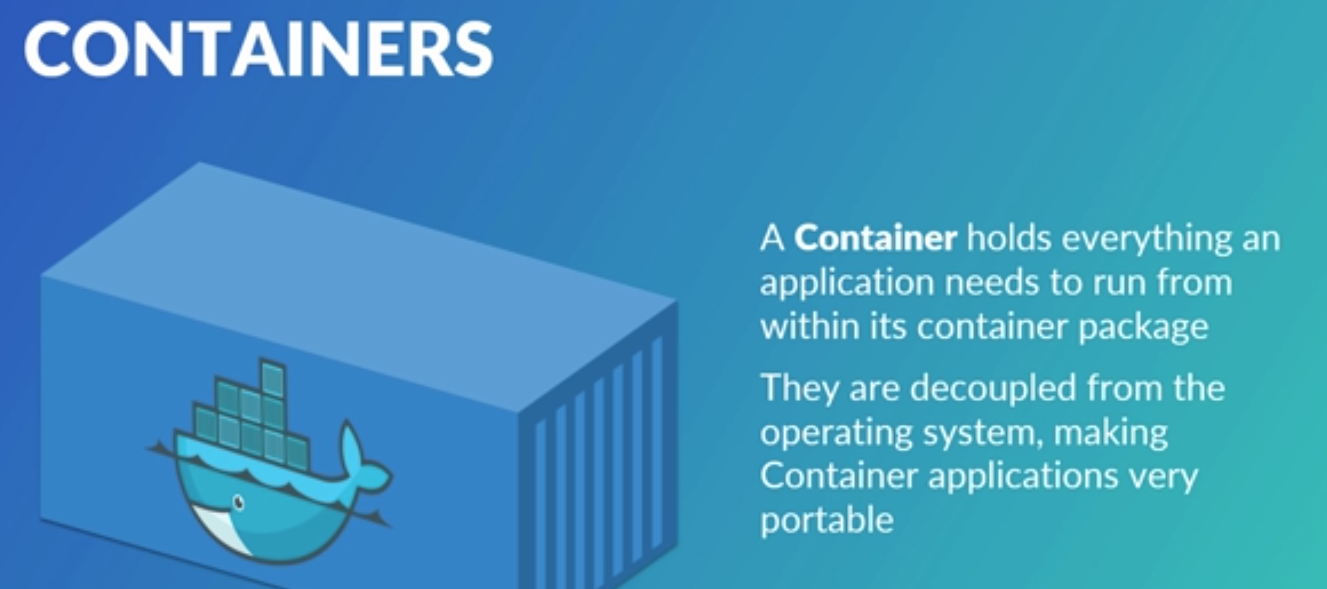 CONTAINERS
A Container holds everything an
application needs to run from
within its container package
They are decoupled from the
operating system, making
Container applications very
portable